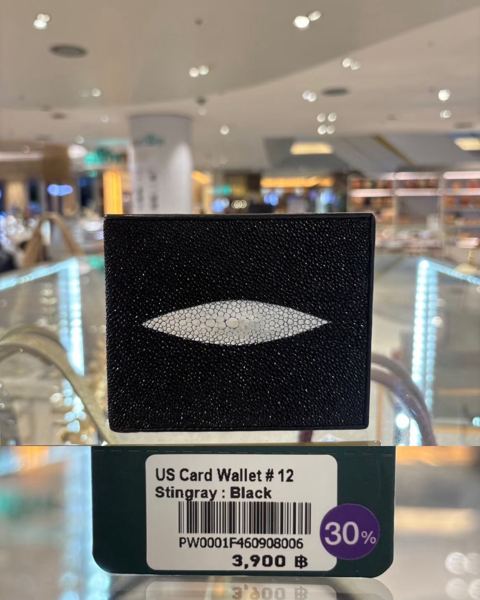 US Card Wallet # 12
Stingray : Black
PW0001F460908006
3,900 ฿
30%